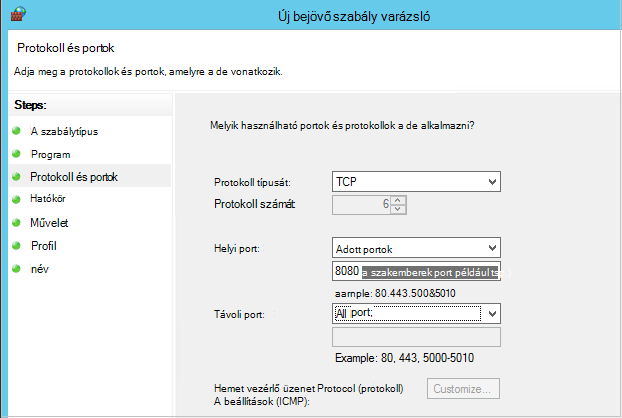 Új bejövő szabály varázsló
Protokoll és portok
Adja meg a protokollok és portok, amelyre a de vonatkozik.
Steps:
A szabálytípus
Program
Protokoll és portok
Hatókör
Művelet
Profil
név
Melyik használható portok és protokollok a de alkalmazni?
Protokoll típusát: TCP
Protokoll számát 6
Helyi port: Adott portok
8080 a szakemberek port például tsp.)
aample: 80.443.500&5010
Távoli port: All port;
Example: 80, 443, 5000-5010
Hemet vezérlő üzenet Protocol (protokoll) Customize...
A beállítások (ICMP):